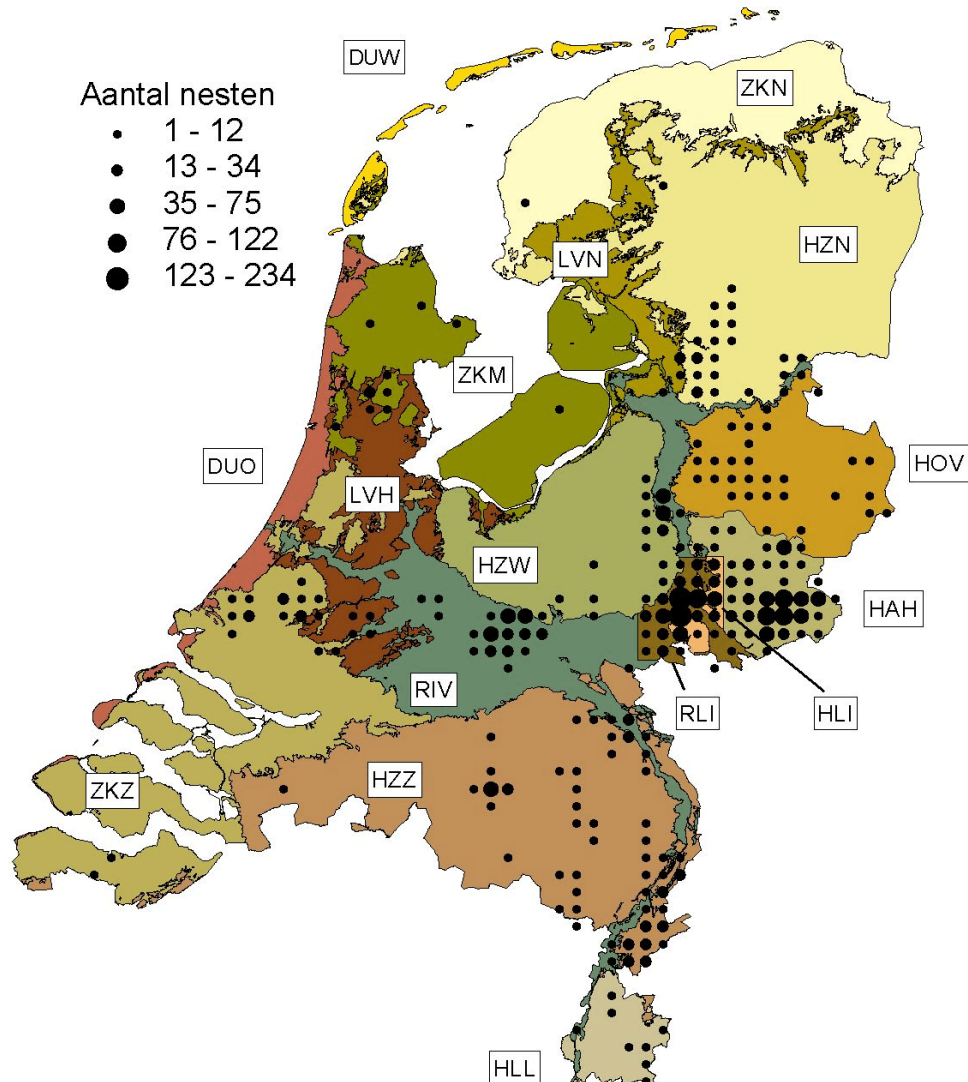 DUW
ZKN
Aantal nesten
1 - 12
13 - 34
35 - 75
76 - 122
123 - 234
HZN
LVN
ZKM
DUO
HOV
LVH
HZW
HAH
RIV
RLI
HLI
HZZ
ZKZ
HLL